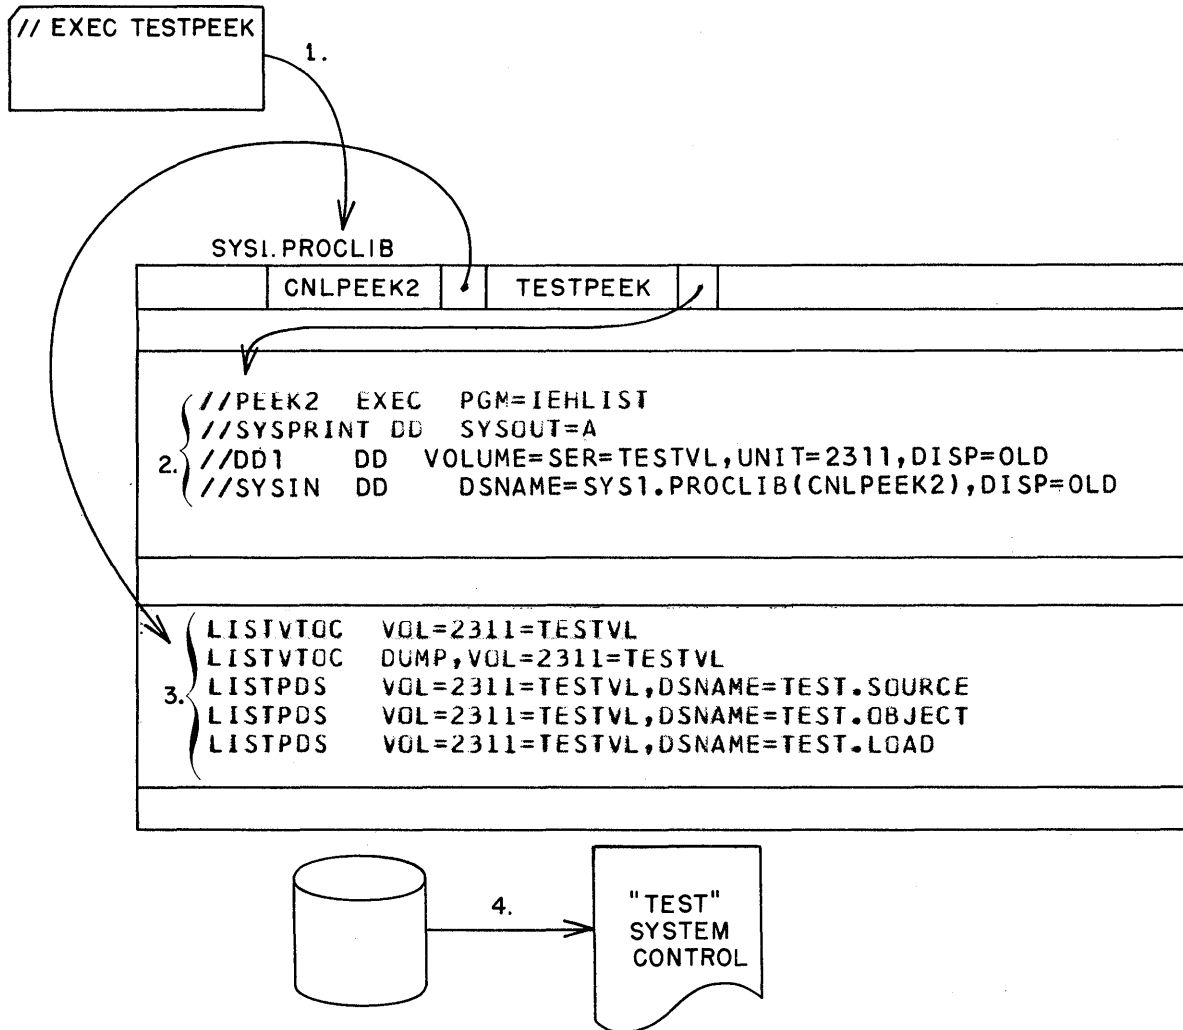 // EXEC TESTPEEK
1.
SYS1.PROCLIB
CNLPEEK2 TESTPEEK
2.
//PEEK2 EXEC PGM=IEHLIST
//SYSPRINT DD SYSOUT=A
//DD1 DD VOLUME=SER=TESTVL,UNIT=2311,DISP=OLD
//SYSIN DD DSNAME=SYS1.PROCLIB(CNLPEEK2),DISP=OLD
3.
LISTVTOC VOL=2311=TESTVL
LISTVTOC DUMP,VOL=2311=TESTVL
LISTPDS VOL=2311=TESTVL,DSNAME=TEST.SOURCE
LISTPDS VOL=2311=TESTVL,DSNAME=TEST.OBJECT
LISTPDS VOL=2311=TESTVL,DSNAME=TEST.LOAD
4.
"TEST"
SYSTEM
CONTROL